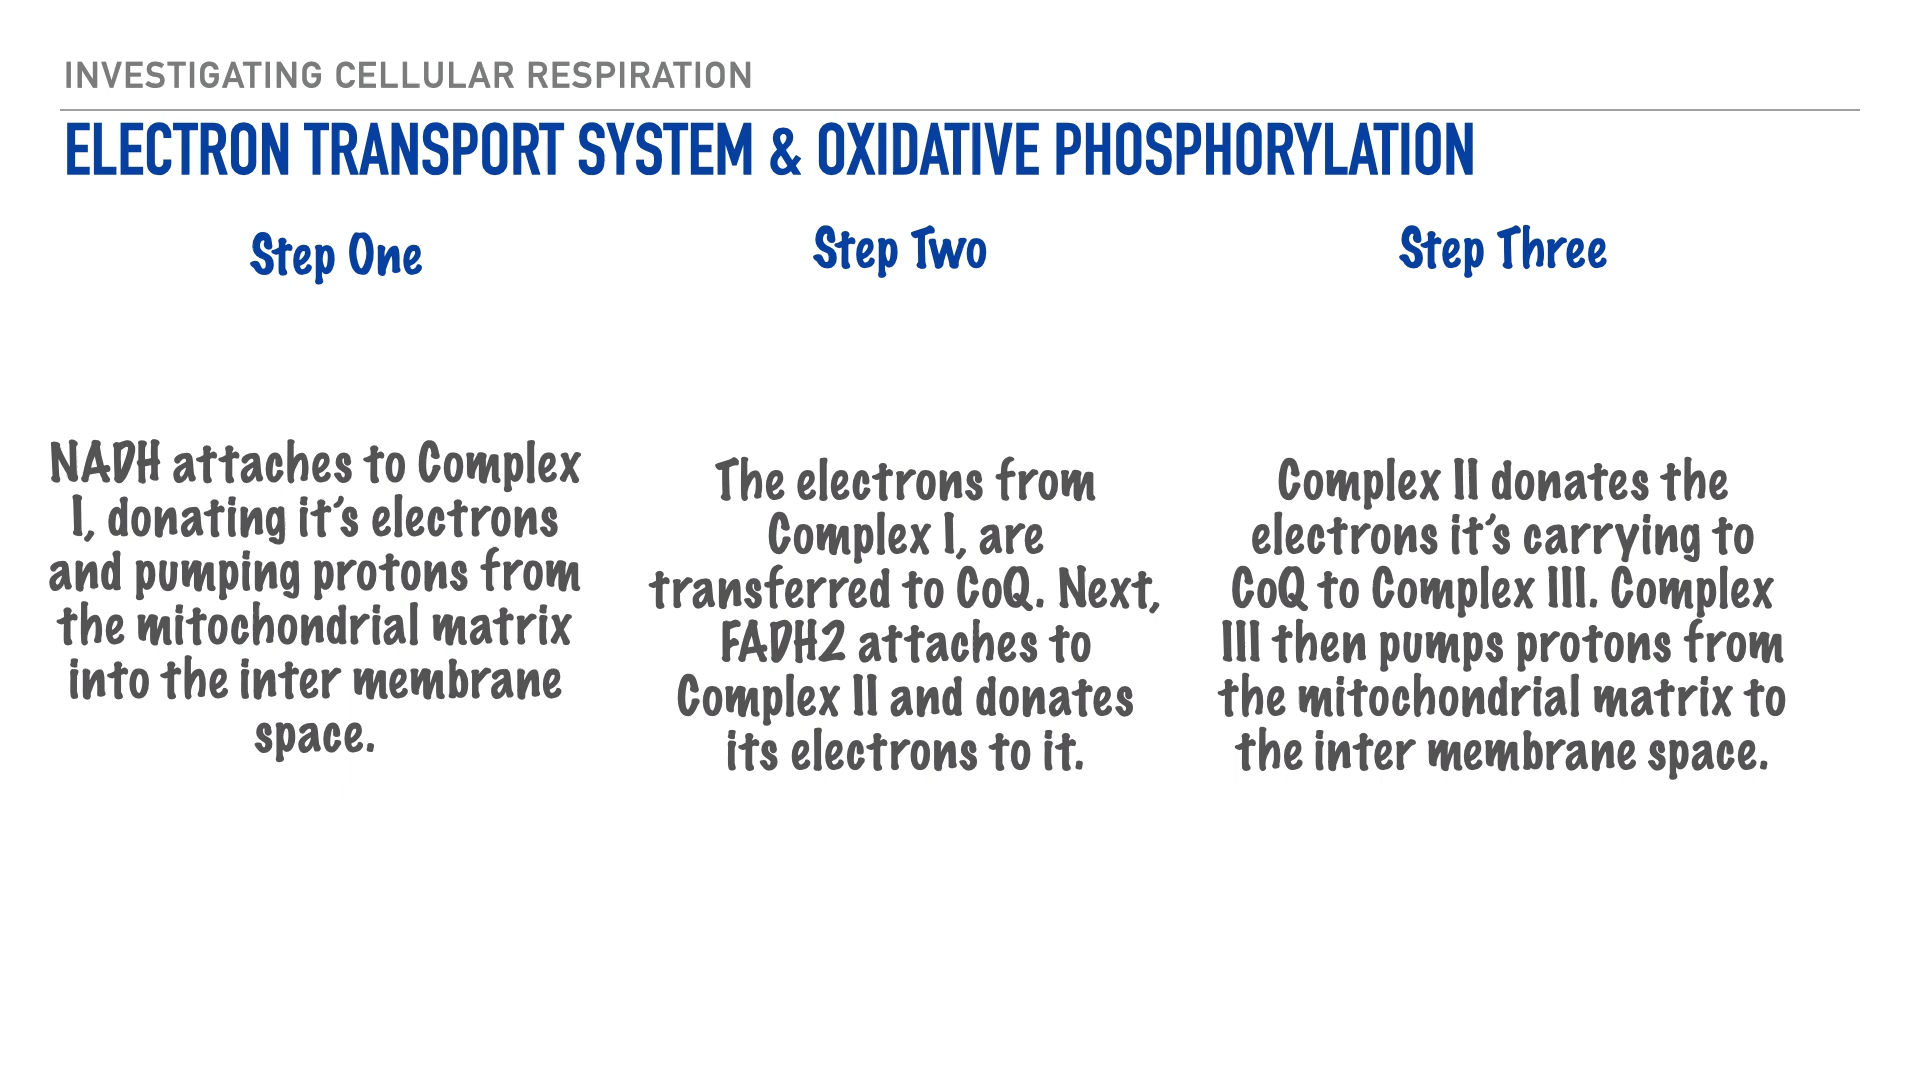 INVESTIGATING CELLULAR RESPIRATION
ELECTRON TRANSPORT SYSTEM & OXIDATIVE PHOSPHORYLATION
Step One
NADH attaches to Complex
I, donating it’s electrons
and pumping protons from
the mitochondrial matrix
into the inter membrane
space.
Step Two
The electrons from
Complex I, are
transferred to CoQ. Next,
FADH2 attaches to
Complex II and donates
its electrons to it.
Step Three
Complex II donates the
electrons it’s carrying to
CoQ to Complex III. Complex
III then pumps protons from
the mitochondrial matrix to
the inter membrane space.